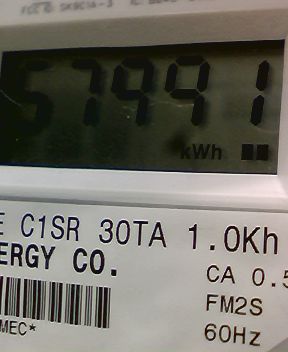 57991
kWh
E C1SR 30TA 1.0Kh
ERGY CO.
CA 0.5
FM2S
MEC*
60Hz